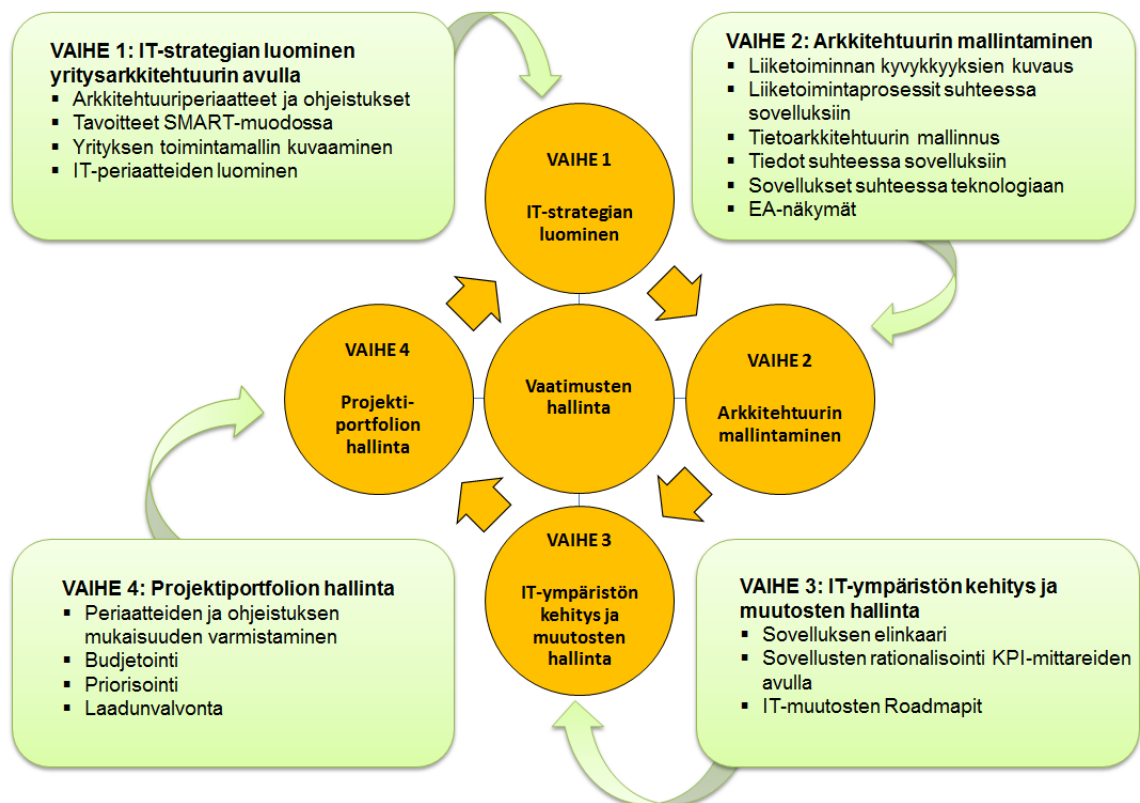 VAIHE 1: IT-strategian luominen
yritysarkkitehtuurin avulla
▪ Arkkitehtuuriperiaatteet ja ohjeistukset
▪ Tavoitteet SMART-muodossa
▪ Yrityksen toimintamallin kuvaaminen
▪ IT-periaatteiden luominen
VAIHE 2: Arkkitehtuurin mallintaminen
▪ Liiketoiminnan kyvykkyyksien kuvaus
▪ Liiketoimintaprosessit suhteessa
sovelluksiin
▪ Tietoarkkitehtuurin mallinnus
▪ Tiedot suhteessa sovelluksiin
▪ Sovellukset suhteessa teknologiaan
▪ EA-näkymät
VAIHE 1
IT-strategian
luominen
VAIHE 4
Projekti-
portfolion
hallinta
Vaatimusten
hallinta
VAIHE 2
Arkkitehtuurin
mallintaminen
VAIHE 3
IT-ympäristön
kehitys ja
muutosten
hallinta
VAIHE 4: Projektiportfolion hallinta
▪ Periaatteiden ja ohjeistuksen
mukaisuuden varmistaminen
▪ Budjetointi
▪ Priorisointi
▪ Laadunvalvonta
VAIHE 3: IT-ympäristön kehitys ja
muutosten hallinta
▪ Sovelluksen elinkaari
▪ Sovellusten rationalisointi KPI-mittareiden
avulla
▪ IT-muutosten Roadmapit